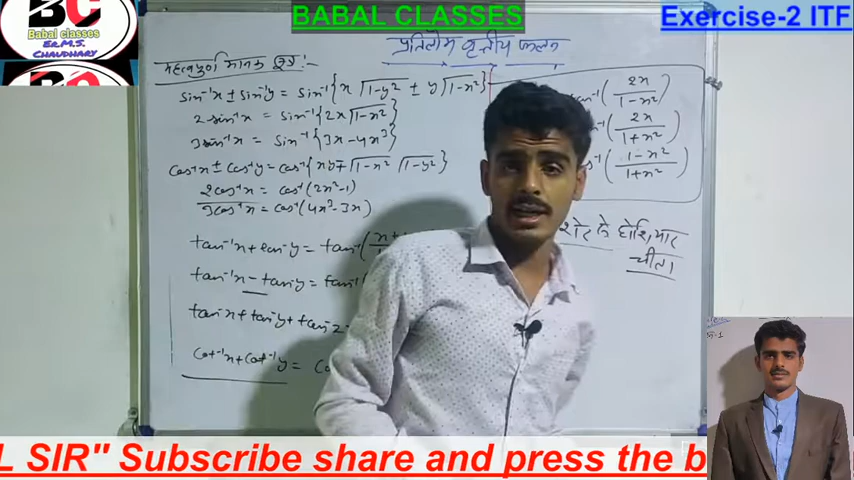 BC
Babal classes
E.R.M.S.
CHAUDHARY
BABAL CLASSES
Exercise-2 ITF
प्रतिलोम वृत्तीय फलन
महत्वपूर्ण मानक सूत्र :-
sin⁻¹x ± sin⁻¹y = sin⁻¹{x √1-y² ± y √1-x²}
2 sin⁻¹x = sin⁻¹{2x √1-x²}
3 sin⁻¹x = sin⁻¹{3x-4x³}
cos⁻¹x ± cos⁻¹y = cos⁻¹{xy ∓ √1-x² √1-y²}
2cos⁻¹x = cos⁻¹(2x²-1)
3cos⁻¹x = cos⁻¹(4x³-3x)
tan⁻¹x + tan⁻¹y = tan⁻¹
tan⁻¹x - tan⁻¹y = tan⁻¹
tan⁻¹x + tan⁻¹y + tan⁻¹z
cot⁻¹x + cot⁻¹y =
(2x/1-x²)
(2x/1+x²)
(1-x²/1+x²)
L SIR" Subscribe share and press the b